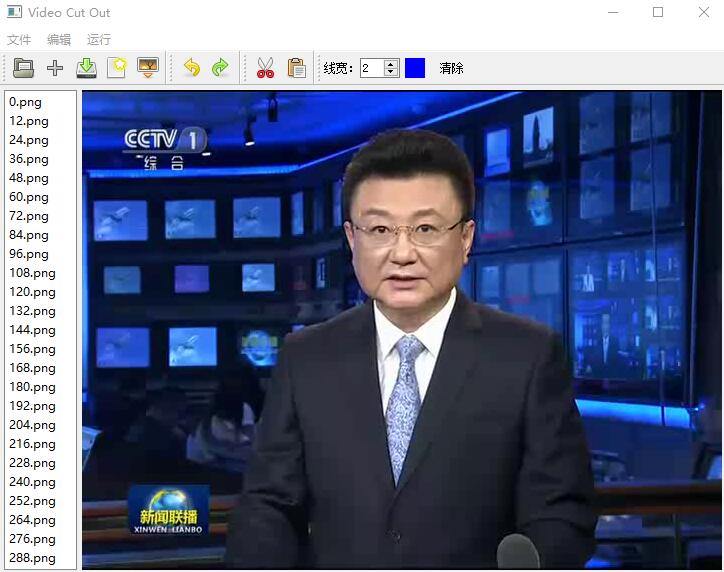 Video Cut Out
文件 编辑 运行
线宽: 2 清除
0.png
12.png
24.png
36.png
48.png
60.png
72.png
84.png
96.png
108.png
120.png
132.png
144.png
156.png
168.png
180.png
192.png
204.png
216.png
228.png
240.png
252.png
264.png
276.png
288.png
CCTV 1
综合
新闻联播
XINWEN LIANBO